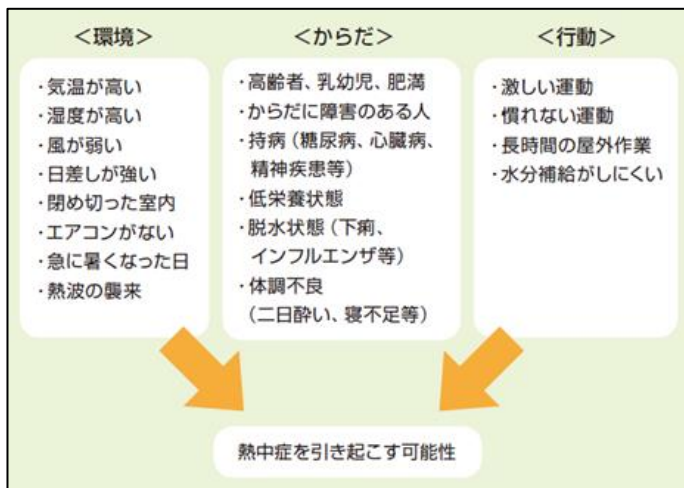 <環境>
・気温が高い
・湿度が高い
・風が弱い
・日差しが強い
・閉め切った室内
・エアコンがない
・急に暑くなった日
・熱波の襲来
<からだ>
・高齢者、乳幼児、肥満
・からだに障害のある人
・持病(糖尿病、心臓病、
精神疾患等)
・低栄養状態
・脱水状態(下痢、
インフルエンザ等)
・体調不良
(二日酔い、寝不足等)
<行動>
・激しい運動
・慣れない運動
・長時間の屋外作業
・水分補給がしにくい
熱中症を引き起こす可能性